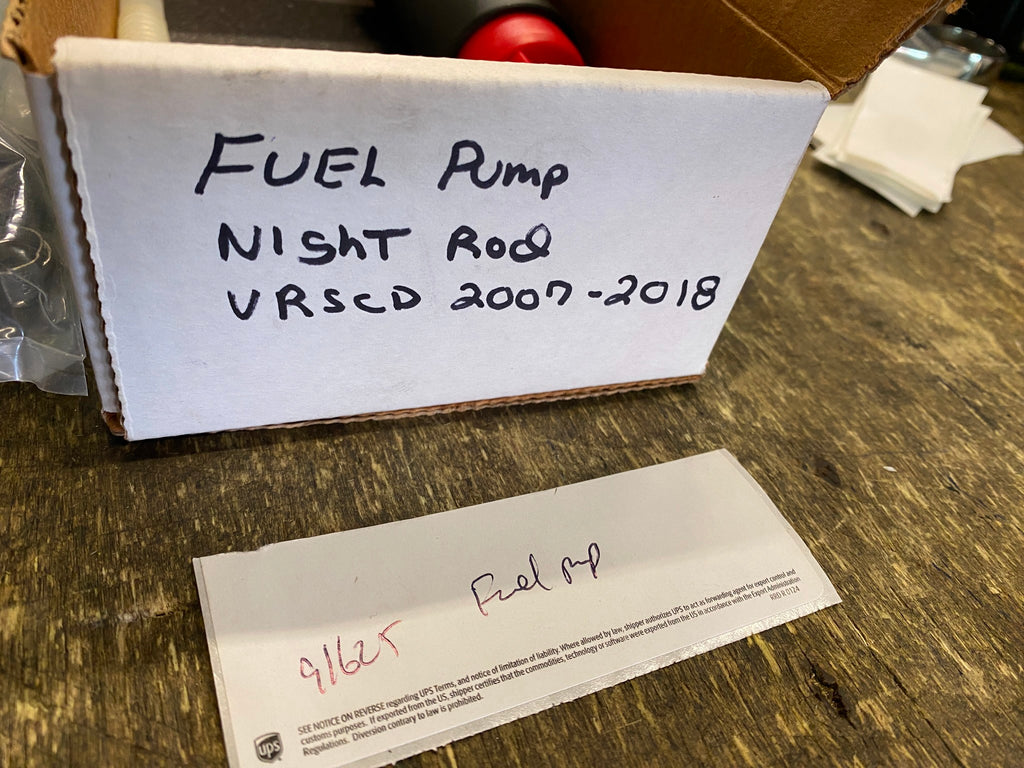 FUEL Pump
NIghT Rod
VRSCD 2007-2018
Fuel pmp
91625
SEE NOTICE ON REVERSE regarding UPS Terms, and notice of limitation of liability. Where allowed by law, shipper authorizes UPS to act as forwarding agent for export control and
customs purposes. If exported from the US, shipper certifies that the commodities, technology or software were exported from the US in accordance with the Export Administration
Regulations. Diversion contrary to law is prohibited.
RRD R 0124
ups